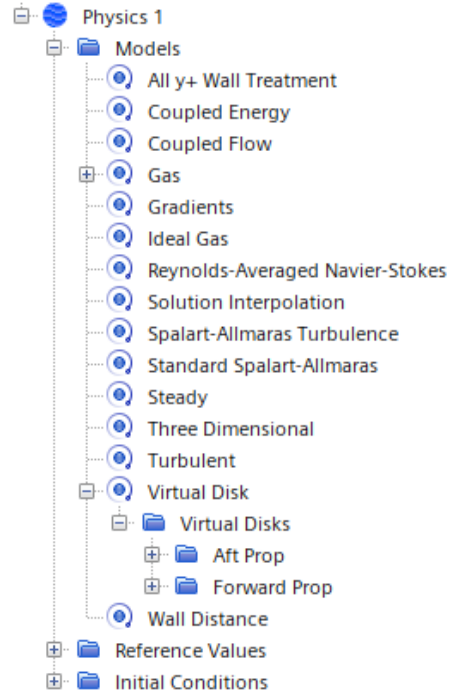 Physics 1
Models
All y+ Wall Treatment
Coupled Energy
Coupled Flow
Gas
Gradients
Ideal Gas
Reynolds-Averaged Navier-Stokes
Solution Interpolation
Spalart-Allmaras Turbulence
Standard Spalart-Allmaras
Steady
Three Dimensional
Turbulent
Virtual Disk
Virtual Disks
Aft Prop
Forward Prop
Wall Distance
Reference Values
Initial Conditions